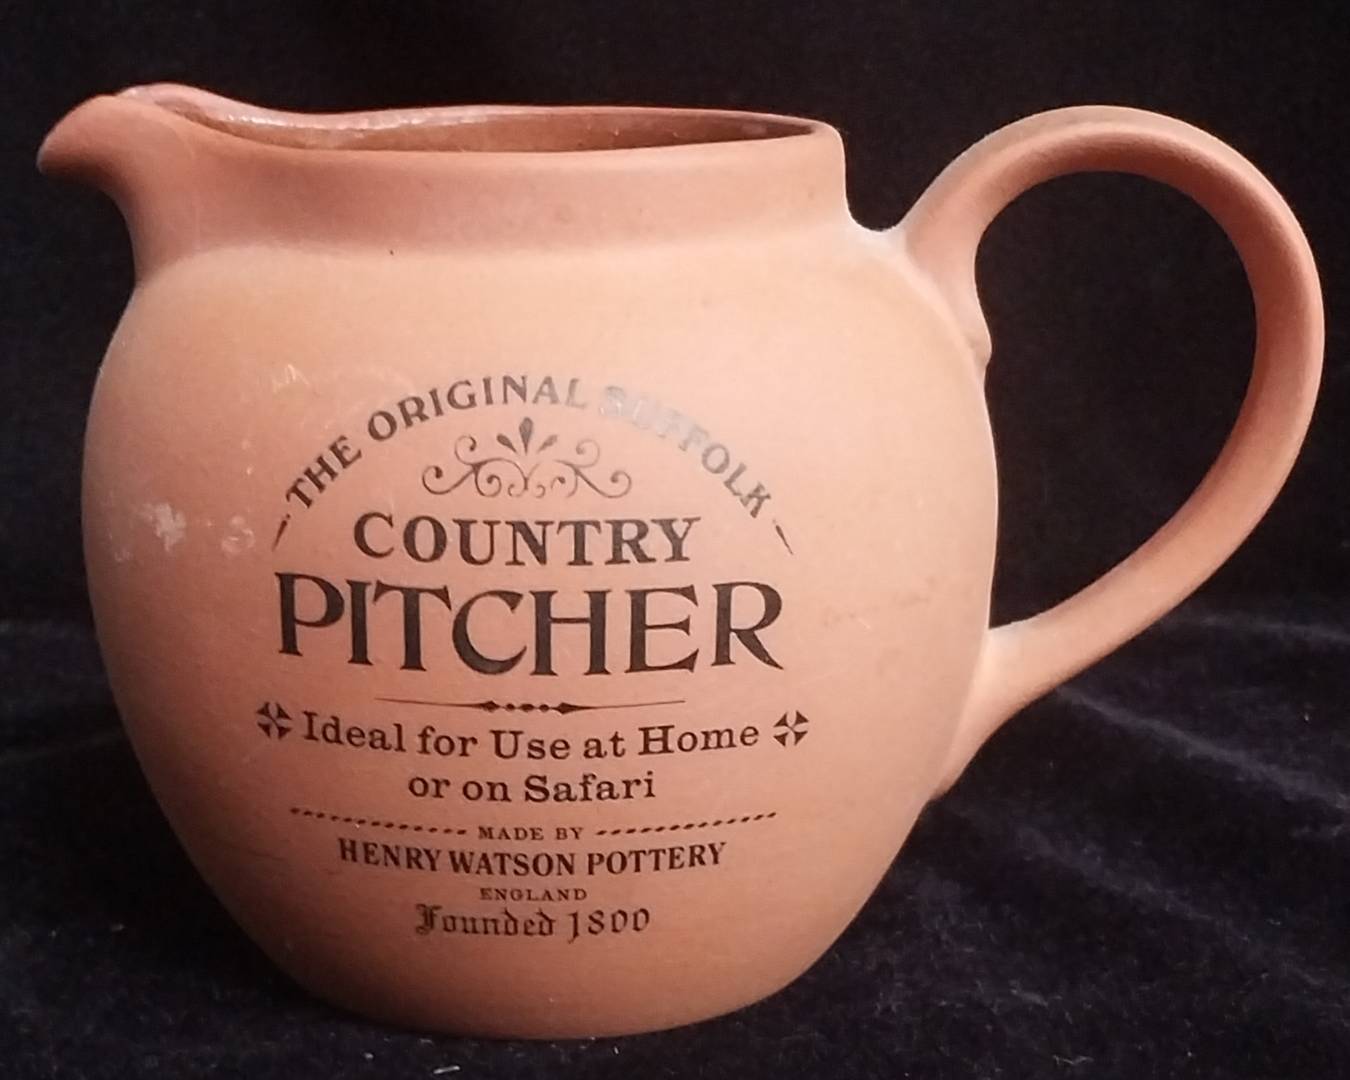 THE ORIGINAL SUFFOLK
COUNTRY
PITCHER
Ideal for Use at Home
or on Safari
MADE BY
HENRY WATSON POTTERY
ENGLAND
Founded 1800